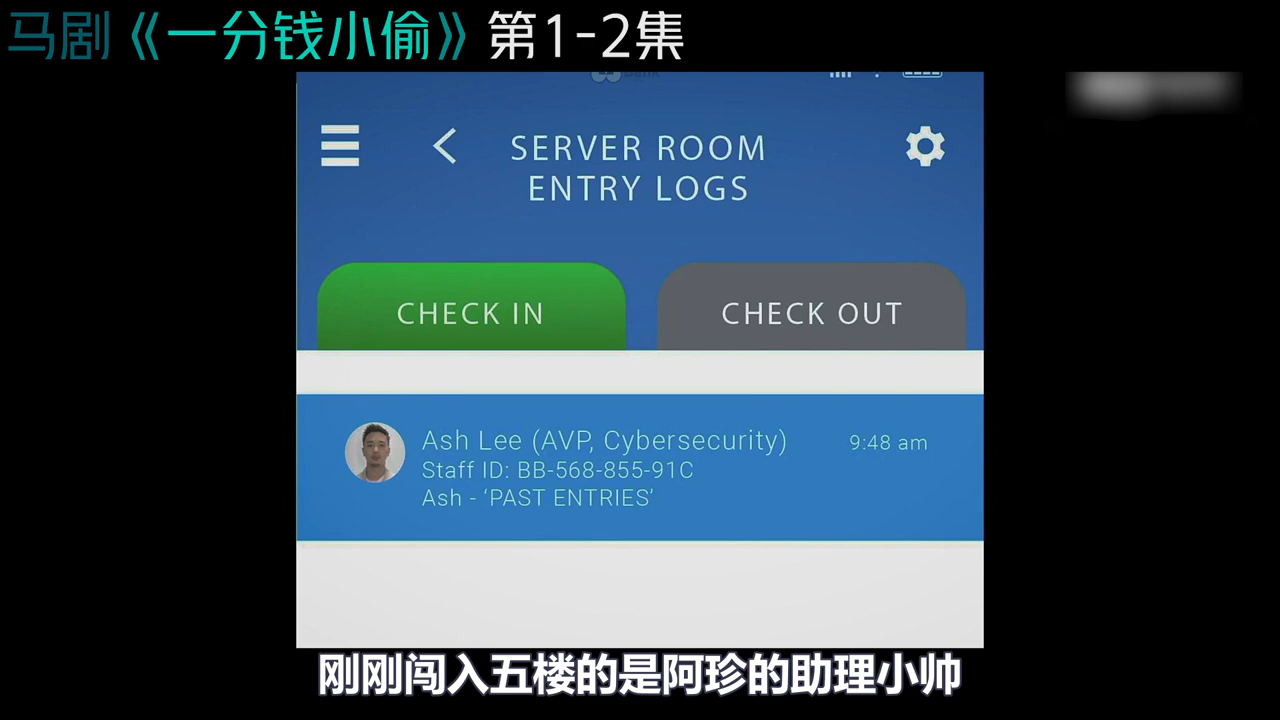 马剧《一分钱小偷》第1-2集
SERVER ROOM
ENTRY LOGS
CHECK IN
CHECK OUT
Ash Lee (AVP, Cybersecurity)
9:48 am
Staff ID: BB-568-855-91C
Ash - ‘PAST ENTRIES’
刚刚闯入五楼的是阿珍的助理小帅